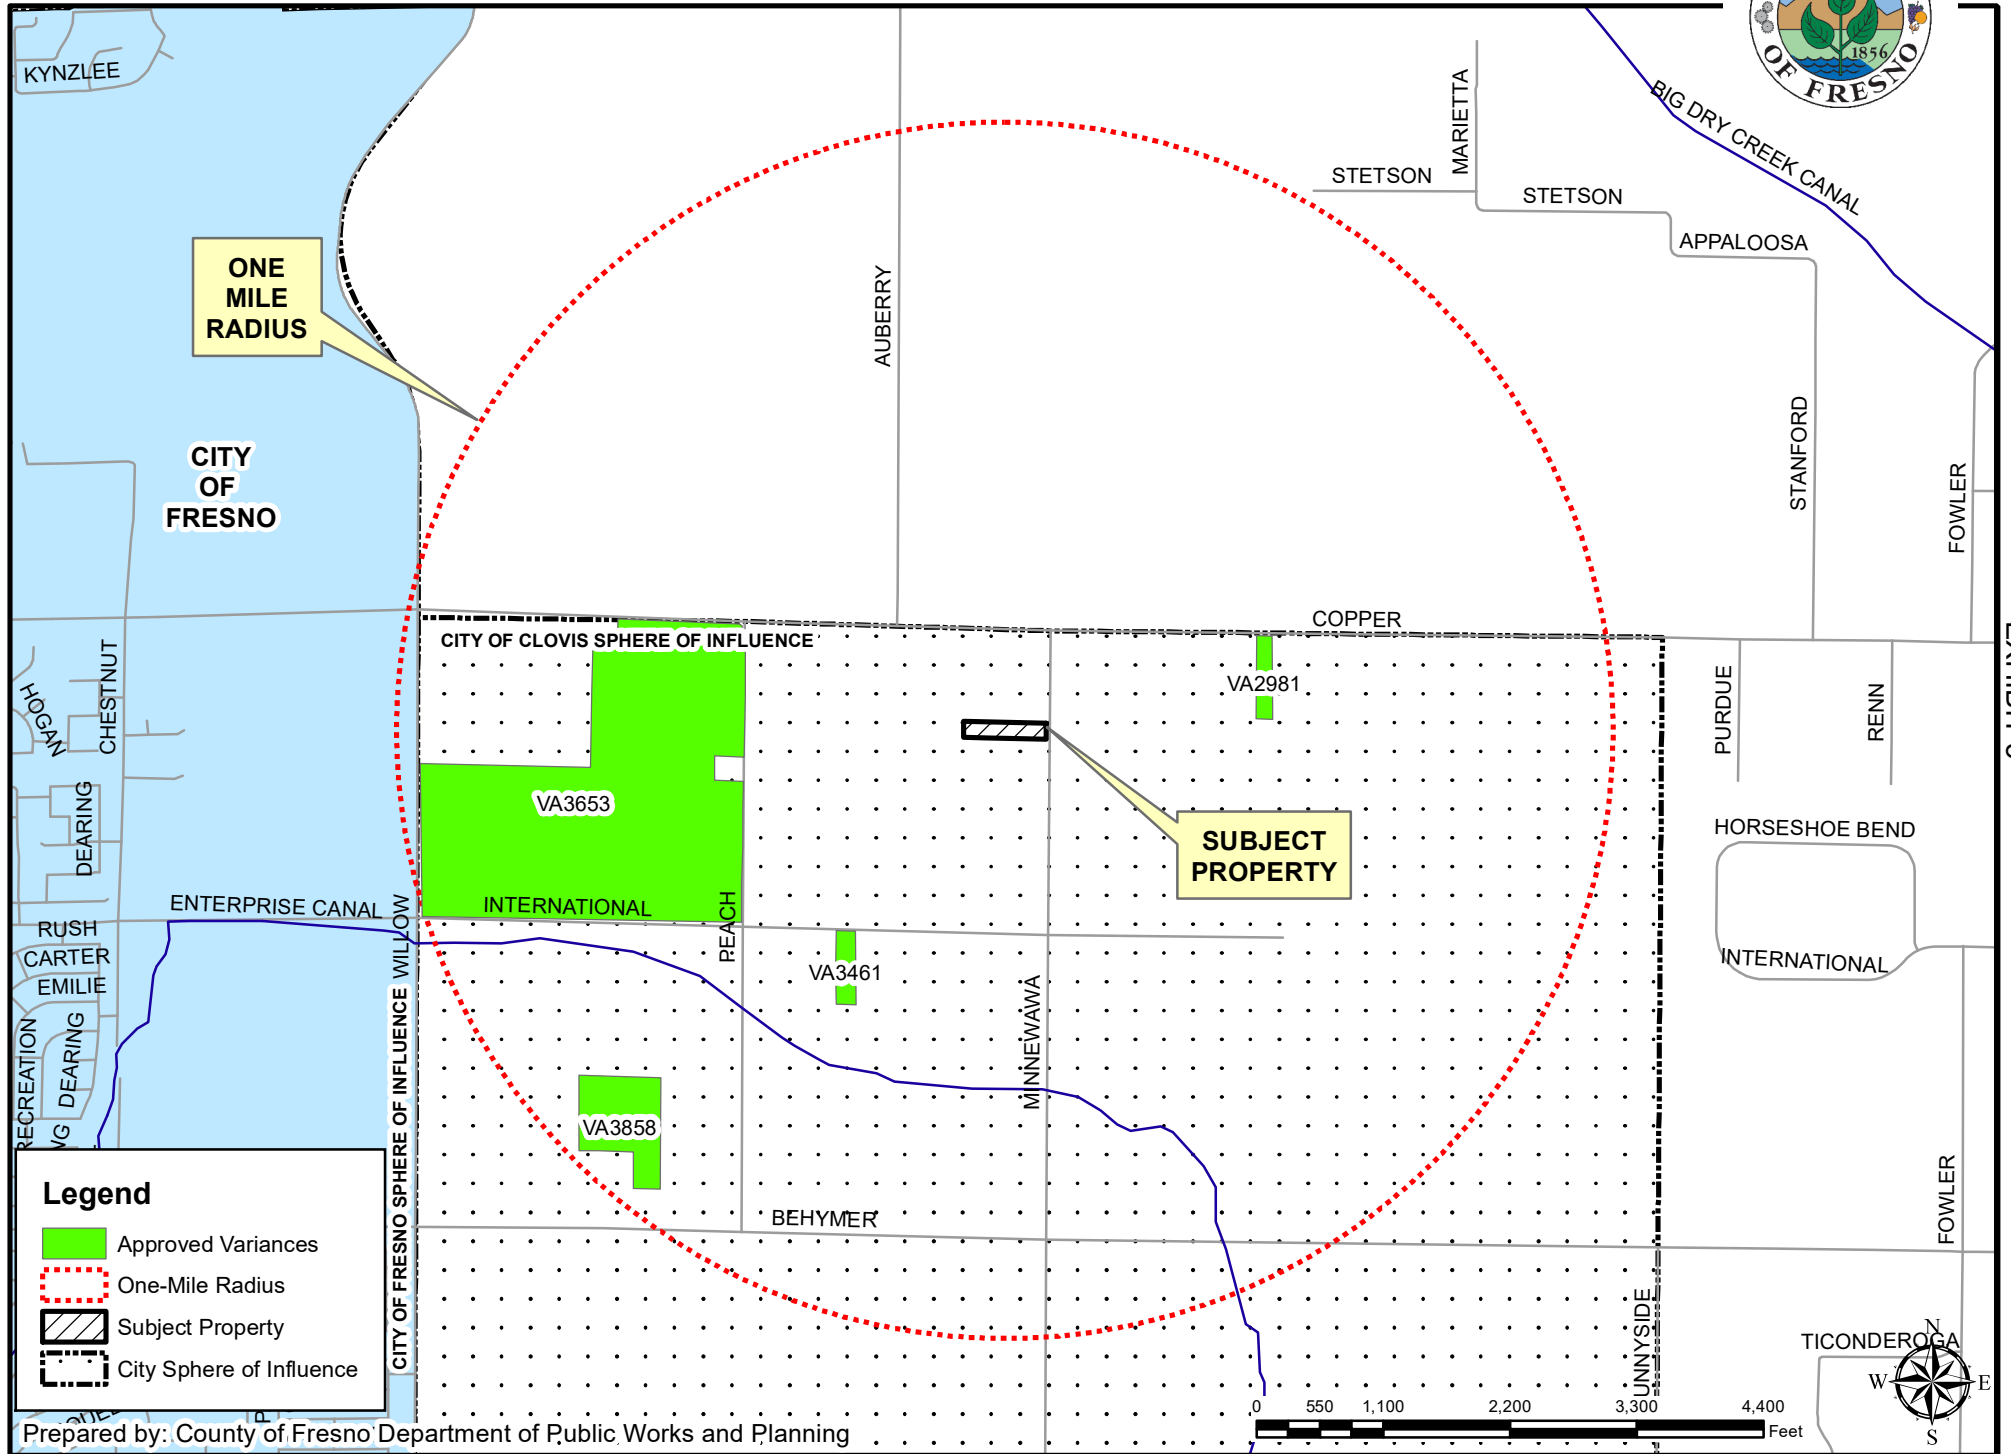 KYNZLEE
1856
OF FRESNO
MARIETTA
BIG DRY CREEK CANAL
STETSON
STETSON
APPALOOSA
ONE
MILE
RADIUS
AUBERRY
STANFORD
FOWLER
CITY
OF
FRESNO
COPPER
CITY OF CLOVIS SPHERE OF INFLUENCE
CHESTNUT
HOGAN
VA2981
PURDUE
RENN
DEARING
VA3653
SUBJECT
PROPERTY
HORSESHOE BEND
ENTERPRISE CANAL
WILLOW
INTERNATIONAL
PEACH
RUSH
CARTER
EMILIE
VA3461
INTERNATIONAL
MINNEWAWA
RECREATION
DEARING
VA3858
CITY OF FRESNO SPHERE OF INFLUENCE
BEHYMER
FOWLER
Legend
Approved Variances
One-Mile Radius
Subject Property
City Sphere of Influence
UNNYSIDE
TICONDEROGA
N
W
E
S
0 550 1,100 2,200 3,300 4,400
Feet
Prepared by: County of Fresno Department of Public Works and Planning